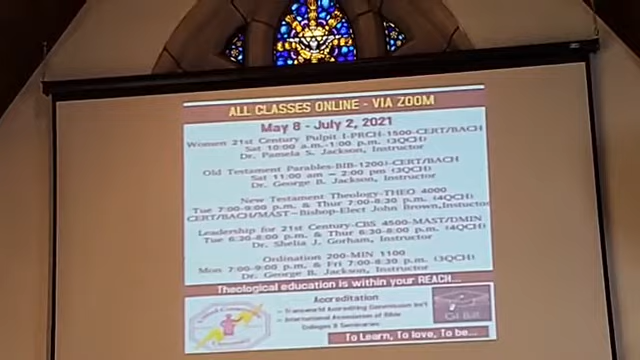 ALL CLASSES ONLINE - VIA ZOOM
May 8 - July 2, 2021
Women 21st Century Pulpit I-PRCH-1500-CERT/BACH
Sat 10:00 a.m.-1:00 p.m. (3QCH)
Dr. Pamela S. Jackson, Instructor
Old Testament Parables-BIB-1200)-CERT/BACH
Sat 11:00 am - 2:00 pm (3QCH)
Dr. George B. Jackson, Instructor
New Testament Theology-THEO 4000
Tue 7:00-9:00 p.m. & Thur 7:00-8:30 p.m. (4QCH)
CERT/BACH/MAST-Bishop-Elect John Brown, Instructor
Leadership for 21st Century-CBS 4500-MAST/DMIN
Tue 6:30-8:00 p.m. & Thur 6:30-8:00 p.m. (4QCH)
Dr. Shelia J. Gorham, Instructor
Ordination 200-MIN 1100
Mon 7:00-9:00 p.m. & Fri 7:00-8:30 p.m. (3QCH)
Dr. George B. Jackson, Instructor
Theological education is within your REACH...
Accreditation
Transworld Accrediting Commission Int'l
International Association of Bible
Colleges & Seminaries
GI Bill
To Learn, To love, To be...